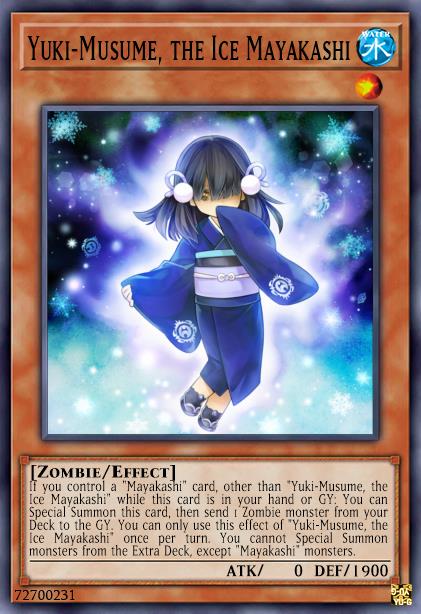 Yuki-Musume, the Ice Mayakashi
WATER
水
[Zombie/Effect]
If you control a "Mayakashi" card, other than "Yuki-Musume, the
Ice Mayakashi" while this card is in your hand or GY: You can
Special Summon this card, then send 1 Zombie monster from your
Deck to the GY. You can only use this effect of "Yuki-Musume, the
Ice Mayakashi" once per turn. You cannot Special Summon
monsters from the Extra Deck, except "Mayakashi" monsters.
ATK/ 0 DEF/1900
72700231